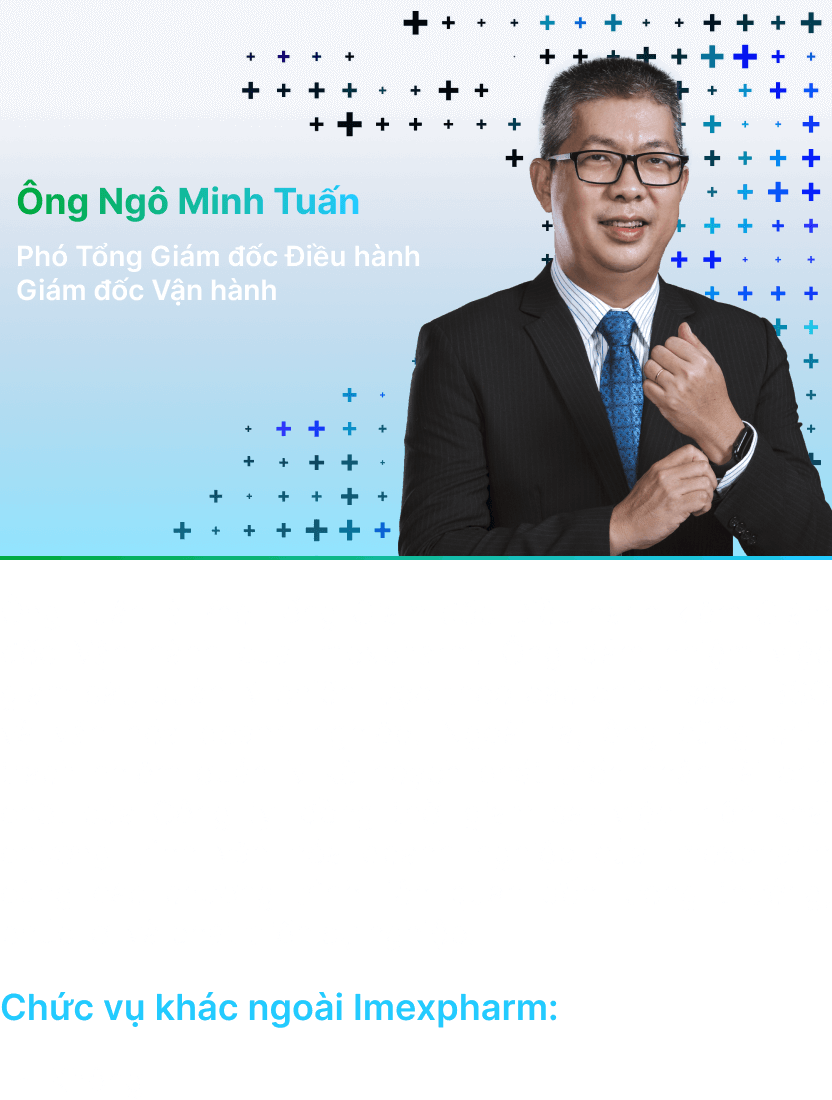 Ông Ngô Minh Tuấn
Phó Tổng Giám đốc Điều hành
Giám đốc Vận hành
Chức vụ khác ngoài Imexpharm: